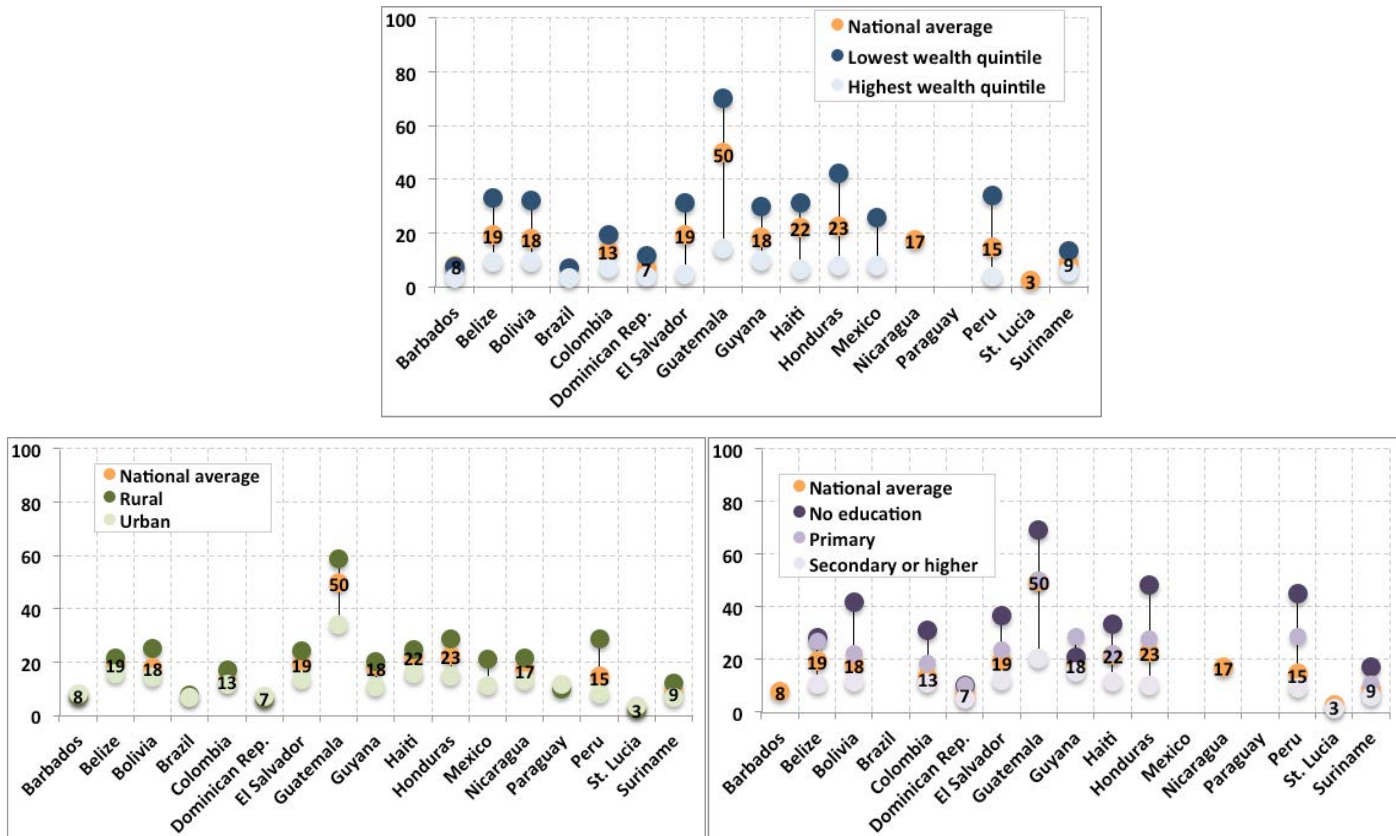 100
80
60
40
20
0
National average
Lowest wealth quintile
Highest wealth quintile
8
19
18
13
7
19
50
18
22
23
17
15
3
9
Barbados
Belize
Bolivia
Brazil
Colombia
Dominican Rep.
El Salvador
Guatemala
Guyana
Haiti
Honduras
Mexico
Nicaragua
Paraguay
Peru
St. Lucia
Suriname
100
80
60
40
20
0
National average
Rural
Urban
8
19
18
13
7
19
50
18
22
23
17
15
3
9
Barbados
Belize
Bolivia
Brazil
Colombia
Dominican Rep.
El Salvador
Guatemala
Guyana
Haiti
Honduras
Mexico
Nicaragua
Paraguay
Peru
St. Lucia
Suriname
100
80
60
40
20
0
National average
No education
Primary
Secondary or higher
8
19
18
13
7
19
50
18
22
23
17
15
3
9
Barbados
Belize
Bolivia
Brazil
Colombia
Dominican Rep.
El Salvador
Guatemala
Guyana
Haiti
Honduras
Mexico
Nicaragua
Paraguay
Peru
St. Lucia
Suriname